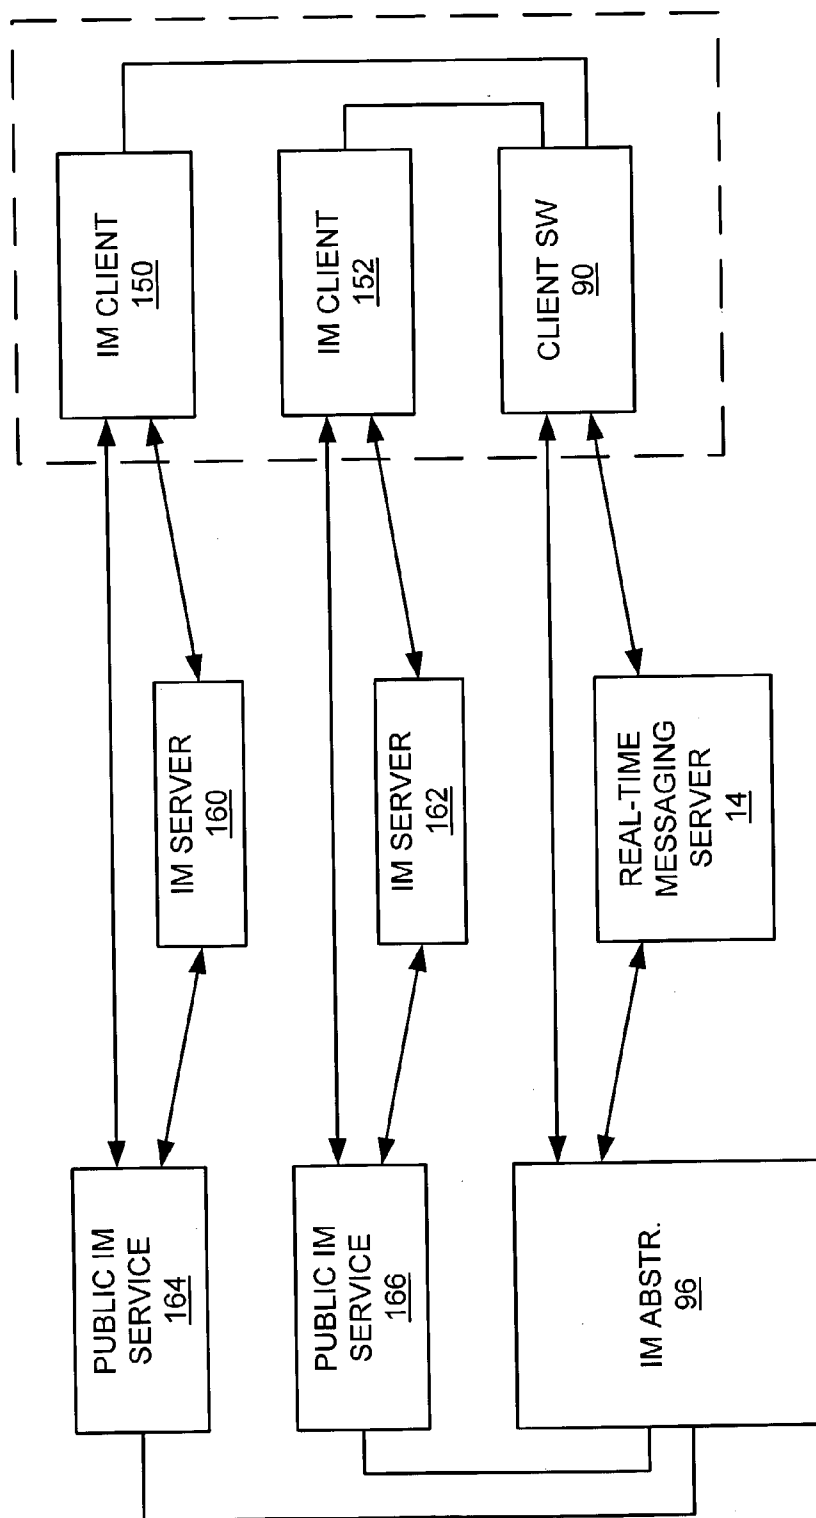 IM CLIENT
150
IM CLIENT
152
CLIENT SW
90
IM SERVER
160
IM SERVER
162
REAL-TIME
MESSAGING
SERVER
14
PUBLIC IM
SERVICE
164
PUBLIC IM
SERVICE
166
IM ABSTR.
96